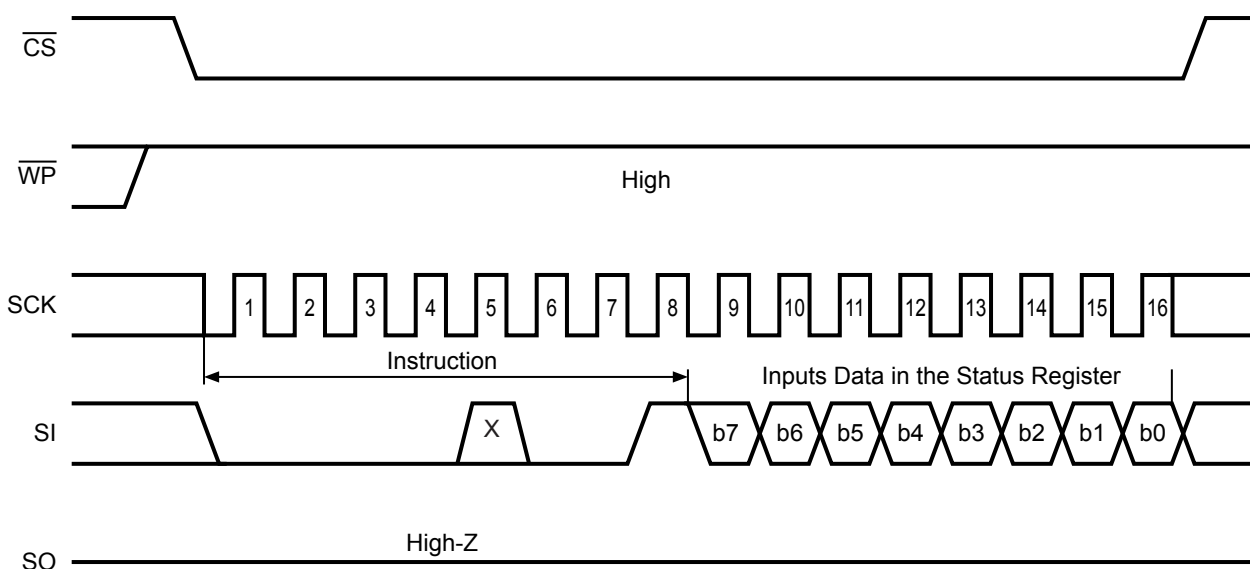 CS
WP
High
SCK
1 2 3 4 5 6 7 8 9 10 11 12 13 14 15 16
Instruction
Inputs Data in the Status Register
SI
X
b7 b6 b5 b4 b3 b2 b1 b0
High-Z
SO